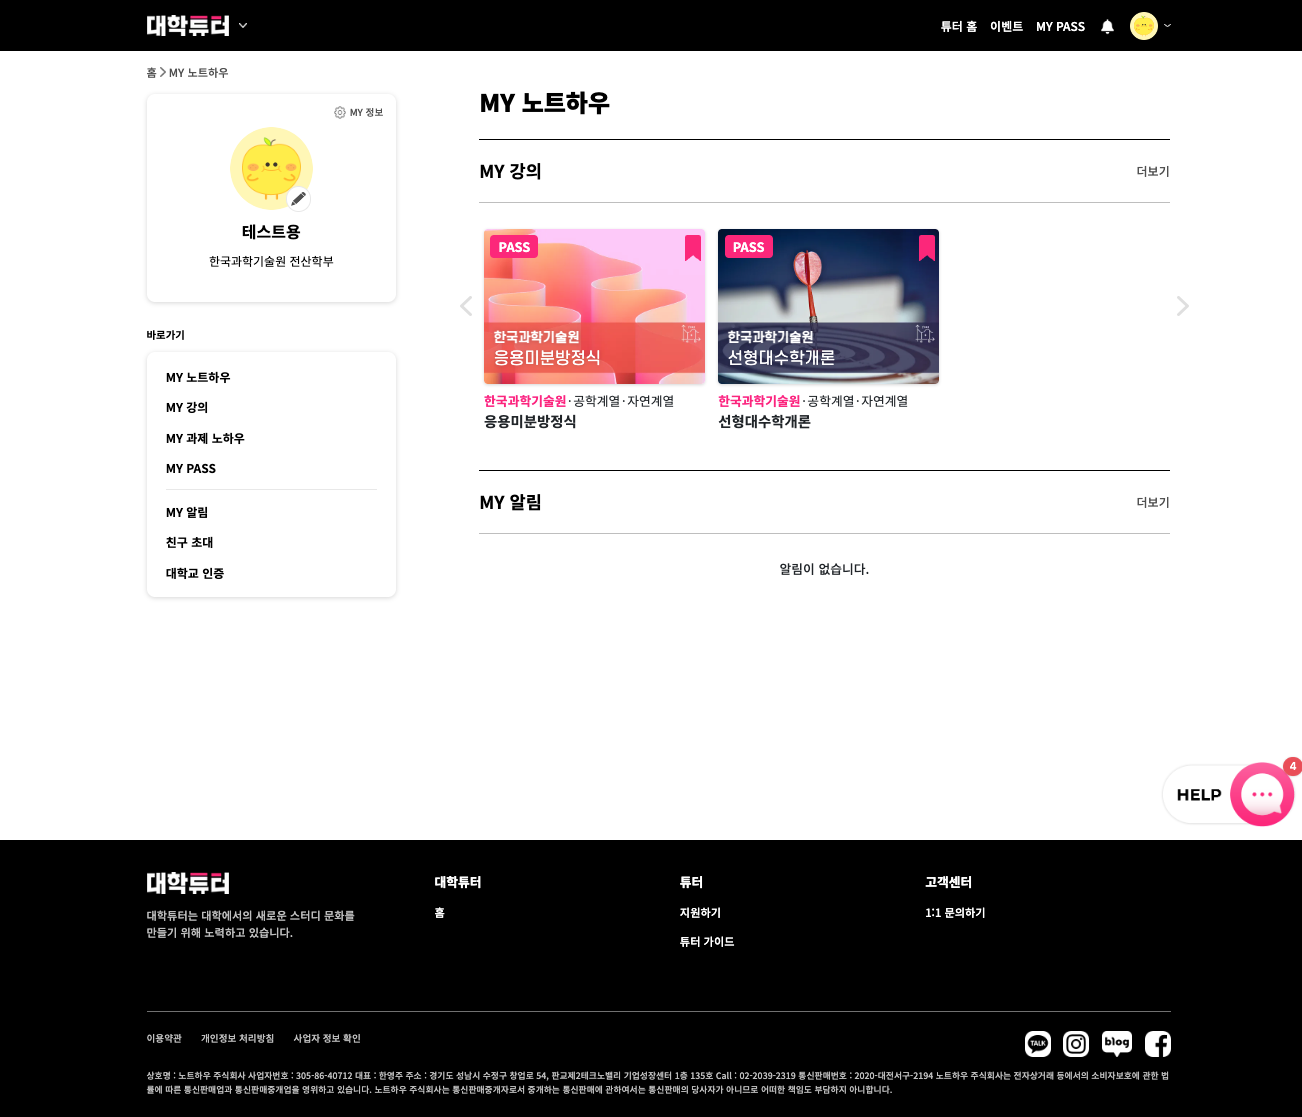 대학튜터
튜터 홈 이벤트 MY PASS
홈 > MY 노트하우
MY 정보
테스트용
한국과학기술원 전산학부
바로가기
MY 노트하우
MY 강의
MY 과제 노하우
MY PASS
MY 알림
친구 초대
대학교 인증
MY 노트하우
MY 강의
더보기
PASS
한국과학기술원
응용미분방정식
한국과학기술원·공학계열·자연계열
응용미분방정식
PASS
한국과학기술원
선형대수학개론
한국과학기술원·공학계열·자연계열
선형대수학개론
MY 알림
더보기
알림이 없습니다.
HELP
4
대학튜터
대학튜터는 대학에서의 새로운 스터디 문화를
만들기 위해 노력하고 있습니다.
대학튜터
홈
튜터
지원하기
튜터 가이드
고객센터
1:1 문의하기
이용약관 개인정보 처리방침 사업자 정보 확인
TALK
blog
상호명 : 노트하우 주식회사 사업자번호 : 305-86-40712 대표 : 한영주 주소 : 경기도 성남시 수정구 창업로 54, 판교제2테크노밸리 기업성장센터 1층 135호 Call : 02-2039-2319 통신판매번호 : 2020-대전서구-2194 노트하우 주식회사는 전자상거래 등에서의 소비자보호에 관한 법
률에 따른 통신판매업과 통신판매중개업을 영위하고 있습니다. 노트하우 주식회사는 통신판매중개자로서 중개하는 통신판매에 관하여서는 통신판매의 당사자가 아니므로 어떠한 책임도 부담하지 아니합니다.